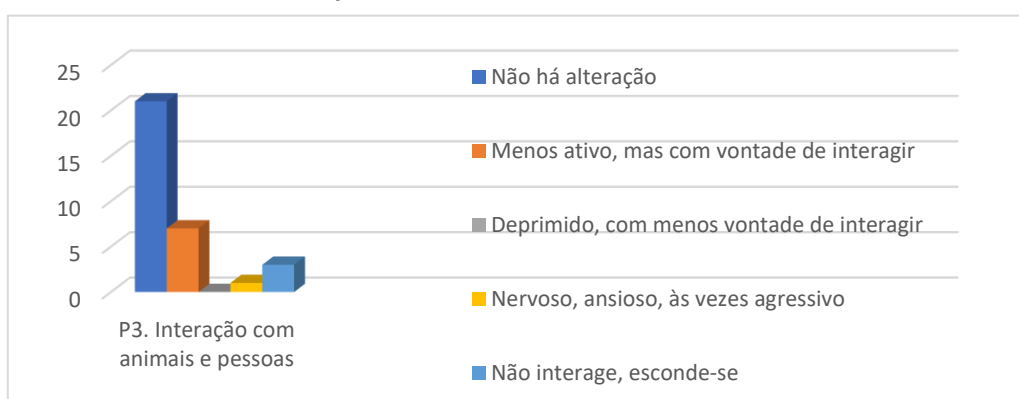 25
20
15
10
5
0
P3. Interação com
animais e pessoas
Não há alteração
Menos ativo, mas com vontade de interagir
Deprimido, com menos vontade de interagir
Nervoso, ansioso, às vezes agressivo
Não interage, esconde-se